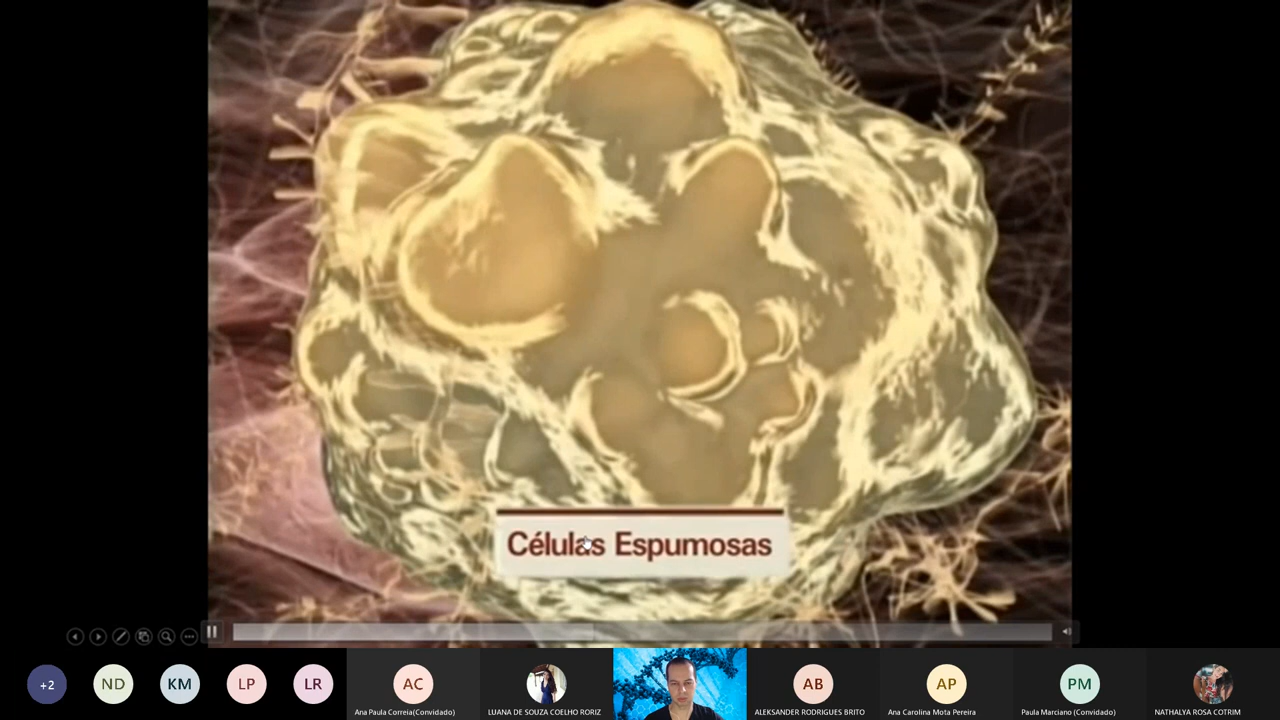 Células Espumosas
+2
ND
KM
LP
LR
AC
AB
AP
PM
Ana Paula Correia(Convidado)
LUANA DE SOUZA COELHO RORIZ
ALEKSANDER RODRIGUES BRITO
Ana Carolina Mota Pereira
Paula Marciano (Convidado)
NATHALYA ROSA COTRIM